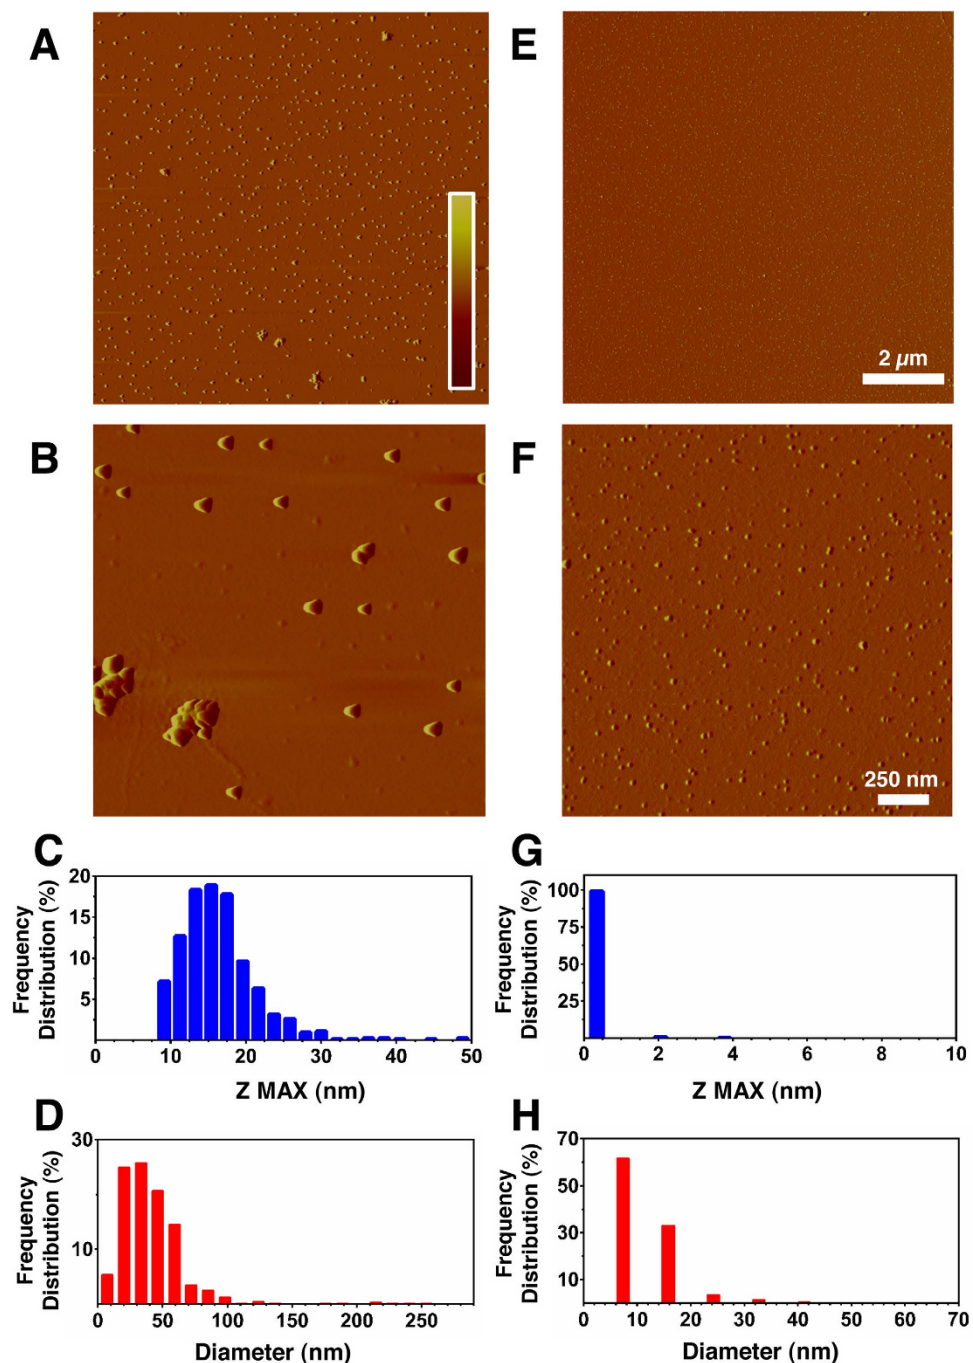 A
E
2 µm
B
F
250 nm
C
Frequency
Distribution (%)
20
15
10
5
0
10
20
30
40
50
Z MAX (nm)
G
Frequency
Distribution (%)
100
75
50
25
0
2
4
6
8
10
Z MAX (nm)
D
Frequency
Distribution (%)
30
10
0
50
100
150
200
250
Diameter (nm)
H
Frequency
Distribution (%)
70
50
30
10
0
10
20
30
40
50
60
70
Diameter (nm)